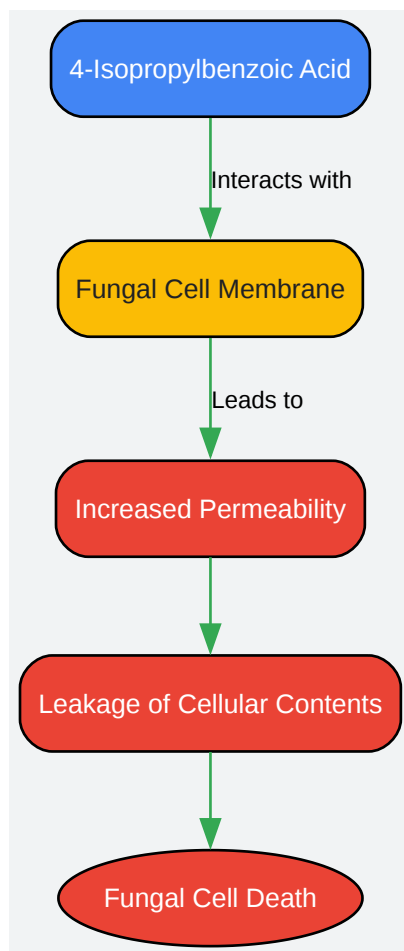 4-Isopropylbenzoic Acid
Interacts with
Fungal Cell Membrane
Leads to
Increased Permeability
Leakage of Cellular Contents
Fungal Cell Death